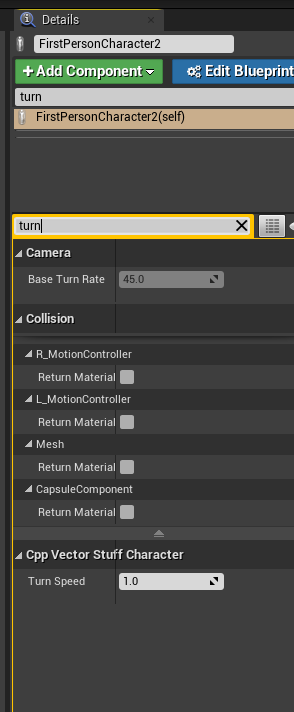 Details
FirstPersonCharacter2
+ Add Component
Edit Blueprint
turn
FirstPersonCharacter2(self)
turn
Camera
Base Turn Rate 45.0
Collision
R_MotionController
Return Material
L_MotionController
Return Material
Mesh
Return Material
CapsuleComponent
Return Material
Cpp Vector Stuff Character
Turn Speed 1.0